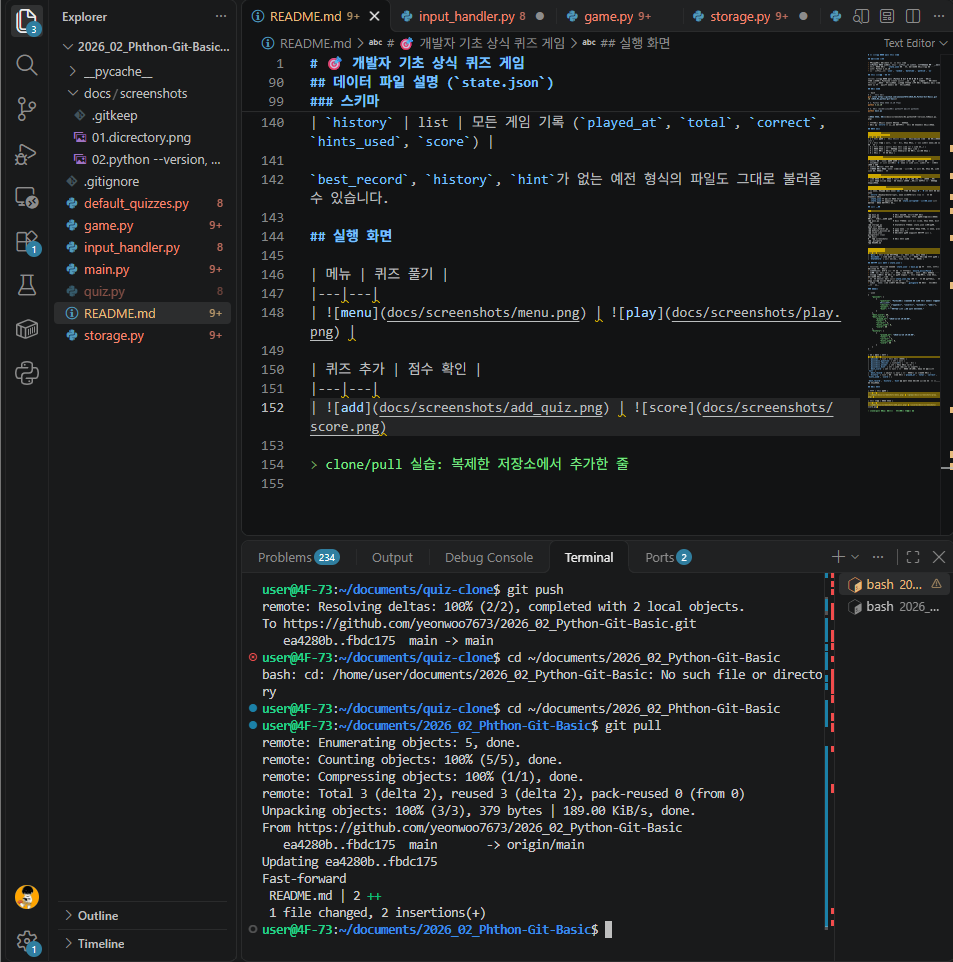 Explorer
2026_02_Phthon-Git-Basic...
__pycache__
docs / screenshots
.gitkeep
01.dicrectory.png
02.python --version, ...
.gitignore
default_quizzes.py 8
game.py 9+
input_handler.py 8
main.py 9+
quiz.py 8
README.md 9+
storage.py 9+
Outline
Timeline
3
1
1
README.md 9+
input_handler.py 8
game.py 9+
storage.py 9+
README.md > abc # 🎯 개발자 기초 상식 퀴즈 게임 > abc ## 실행 화면
Text Editor
1 # 🎯 개발자 기초 상식 퀴즈 게임
90 ## 데이터 파일 설명 (`state.json`)
99 ### 스키마
140 | `history` | list | 모든 게임 기록 (`played_at`, `total`, `correct`,
`hints_used`, `score`) |
141
142 `best_record`, `history`, `hint`가 없는 예전 형식의 파일도 그대로 불러올
수 있습니다.
143
144 ## 실행 화면
145
146 | 메뉴 | 퀴즈 풀기 |
147 |---|---|
148 | ![menu](docs/screenshots/menu.png) | ![play](docs/screenshots/play.
png) |
149
150 | 퀴즈 추가 | 점수 확인 |
151 |---|---|
152 | ![add](docs/screenshots/add_quiz.png) | ![score](docs/screenshots/
score.png)
153
154 > clone/pull 실습: 복제한 저장소에서 추가한 줄
155
Problems 234 Output Debug Console Terminal Ports 2
user@4F-73:~/documents/quiz-clone$ git push
remote: Resolving deltas: 100% (2/2), completed with 2 local objects.
To https://github.com/yeonwoo7673/2026_02_Python-Git-Basic.git
ea4280b..fbdc175 main -> main
user@4F-73:~/documents/quiz-clone$ cd ~/documents/2026_02_Python-Git-Basic
bash: cd: /home/user/documents/2026_02_Python-Git-Basic: No such file or directo
ry
user@4F-73:~/documents/quiz-clone$ cd ~/documents/2026_02_Phthon-Git-Basic
user@4F-73:~/documents/2026_02_Phthon-Git-Basic$ git pull
remote: Enumerating objects: 5, done.
remote: Counting objects: 100% (5/5), done.
remote: Compressing objects: 100% (1/1), done.
remote: Total 3 (delta 2), reused 3 (delta 2), pack-reused 0 (from 0)
Unpacking objects: 100% (3/3), 379 bytes | 189.00 KiB/s, done.
From https://github.com/yeonwoo7673/2026_02_Python-Git-Basic
ea4280b..fbdc175 main -> origin/main
Updating ea4280b..fbdc175
Fast-forward
README.md | 2 ++
1 file changed, 2 insertions(+)
user@4F-73:~/documents/2026_02_Phthon-Git-Basic$
bash 20...
bash 2026_...